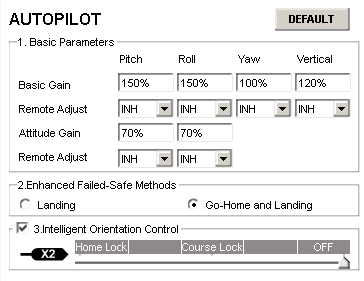 AUTOPILOT DEFAULT
1. Basic Parameters
Pitch Roll Yaw Vertical
Basic Gain 150% 150% 100% 120%
Remote Adjust INH INH INH INH
Attitude Gain 70% 70%
Remote Adjust INH INH
2.Enhanced Failed-Safe Methods
Landing Go-Home and Landing
3.Intelligent Orientation Control
X2 Home Lock Course Lock OFF